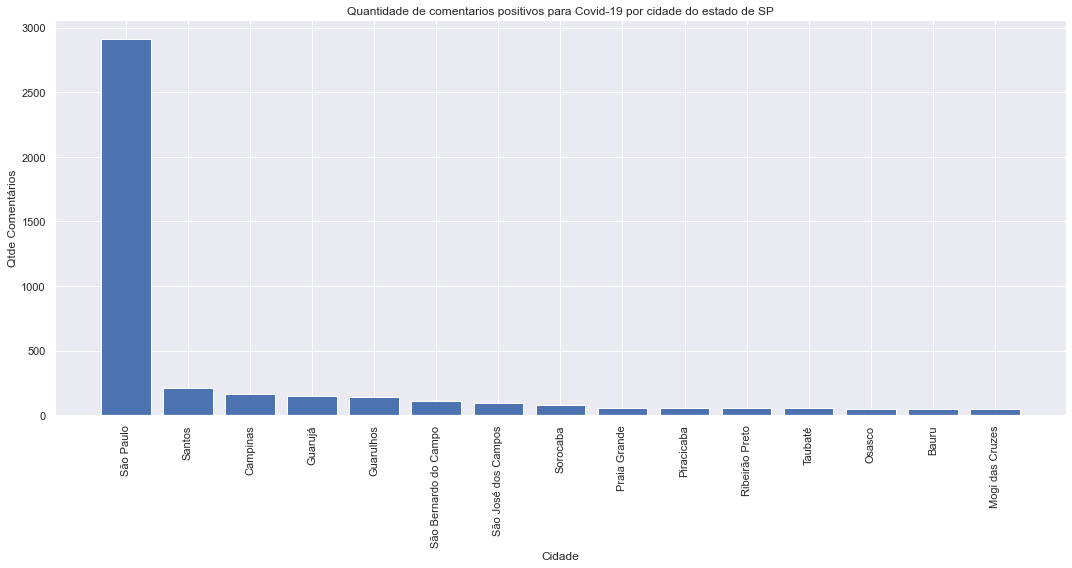 Quantidade de comentarios positivos para Covid-19 por cidade do estado de SP
Qtde Comentários
3000
2500
2000
1500
1000
500
0
São Paulo
Santos
Campinas
Guarujá
Guarulhos
São Bernardo do Campo
São José dos Campos
Sorocaba
Praia Grande
Piracicaba
Ribeirão Preto
Taubaté
Osasco
Bauru
Mogi das Cruzes
Cidade